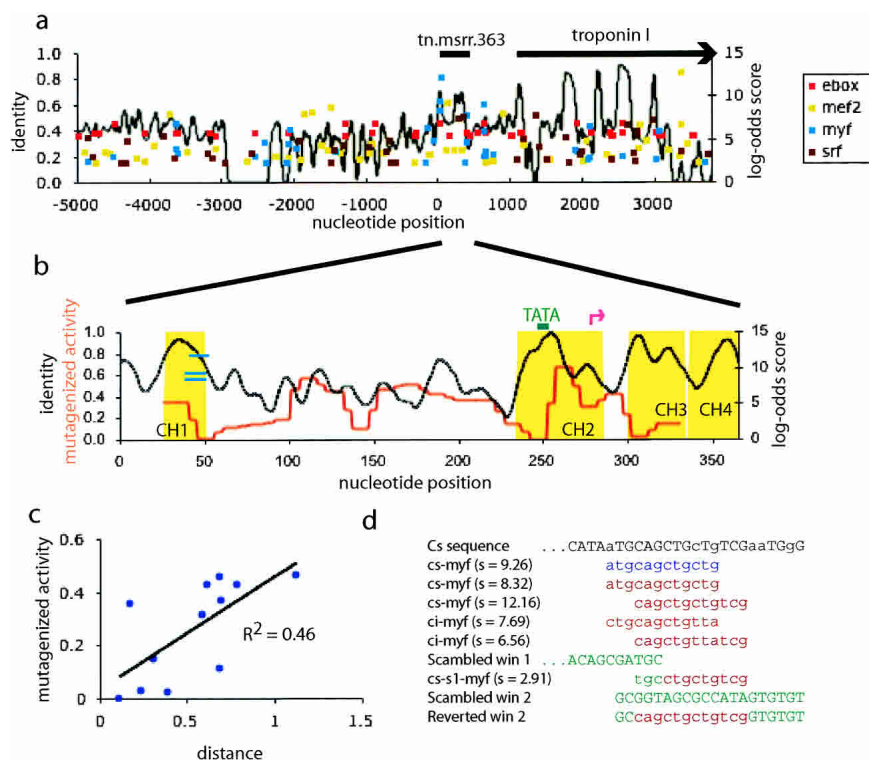 a
tn.msrr.363
troponin I
1.0
0.8
0.6
0.4
0.2
0.0
identity
15
10
5
0
log-odds score
ebox
mef2
myf
srf
-5000 -4000 -3000 -2000 -1000 0 1000 2000 3000
nucleotide position
b
TATA
1.0
0.8
0.6
0.4
0.2
0.0
mutagenized activity
identity
15
10
5
0
log-odds score
CH1
CH2
CH3
CH4
0 50 100 150 200 250 300 350
nucleotide position
c
0.6
0.4
0.2
0
mutagenized activity
R2 = 0.46
0 0.5 1 1.5
distance
d
Cs sequence ...CATAaTGCAGCTGcTgTCGaaTGgG
cs-myf (s = 9.26) atgcagctgctg
cs-myf (s = 8.32) atgcagctgctg
cs-myf (s = 12.16) cagctgctgtcg
ci-myf (s = 7.69) ctgcagctgtta
ci-myf (s = 6.56) cagctgttatcg
Scambled win 1 ...ACAGCGATGC
cs-s1-myf (s = 2.91) tgcctgctgtcg
Scambled win 2 GCGGTAGCGCCATAGTGTGT
Reverted win 2 GCcagctgctgtcgGTGTGT